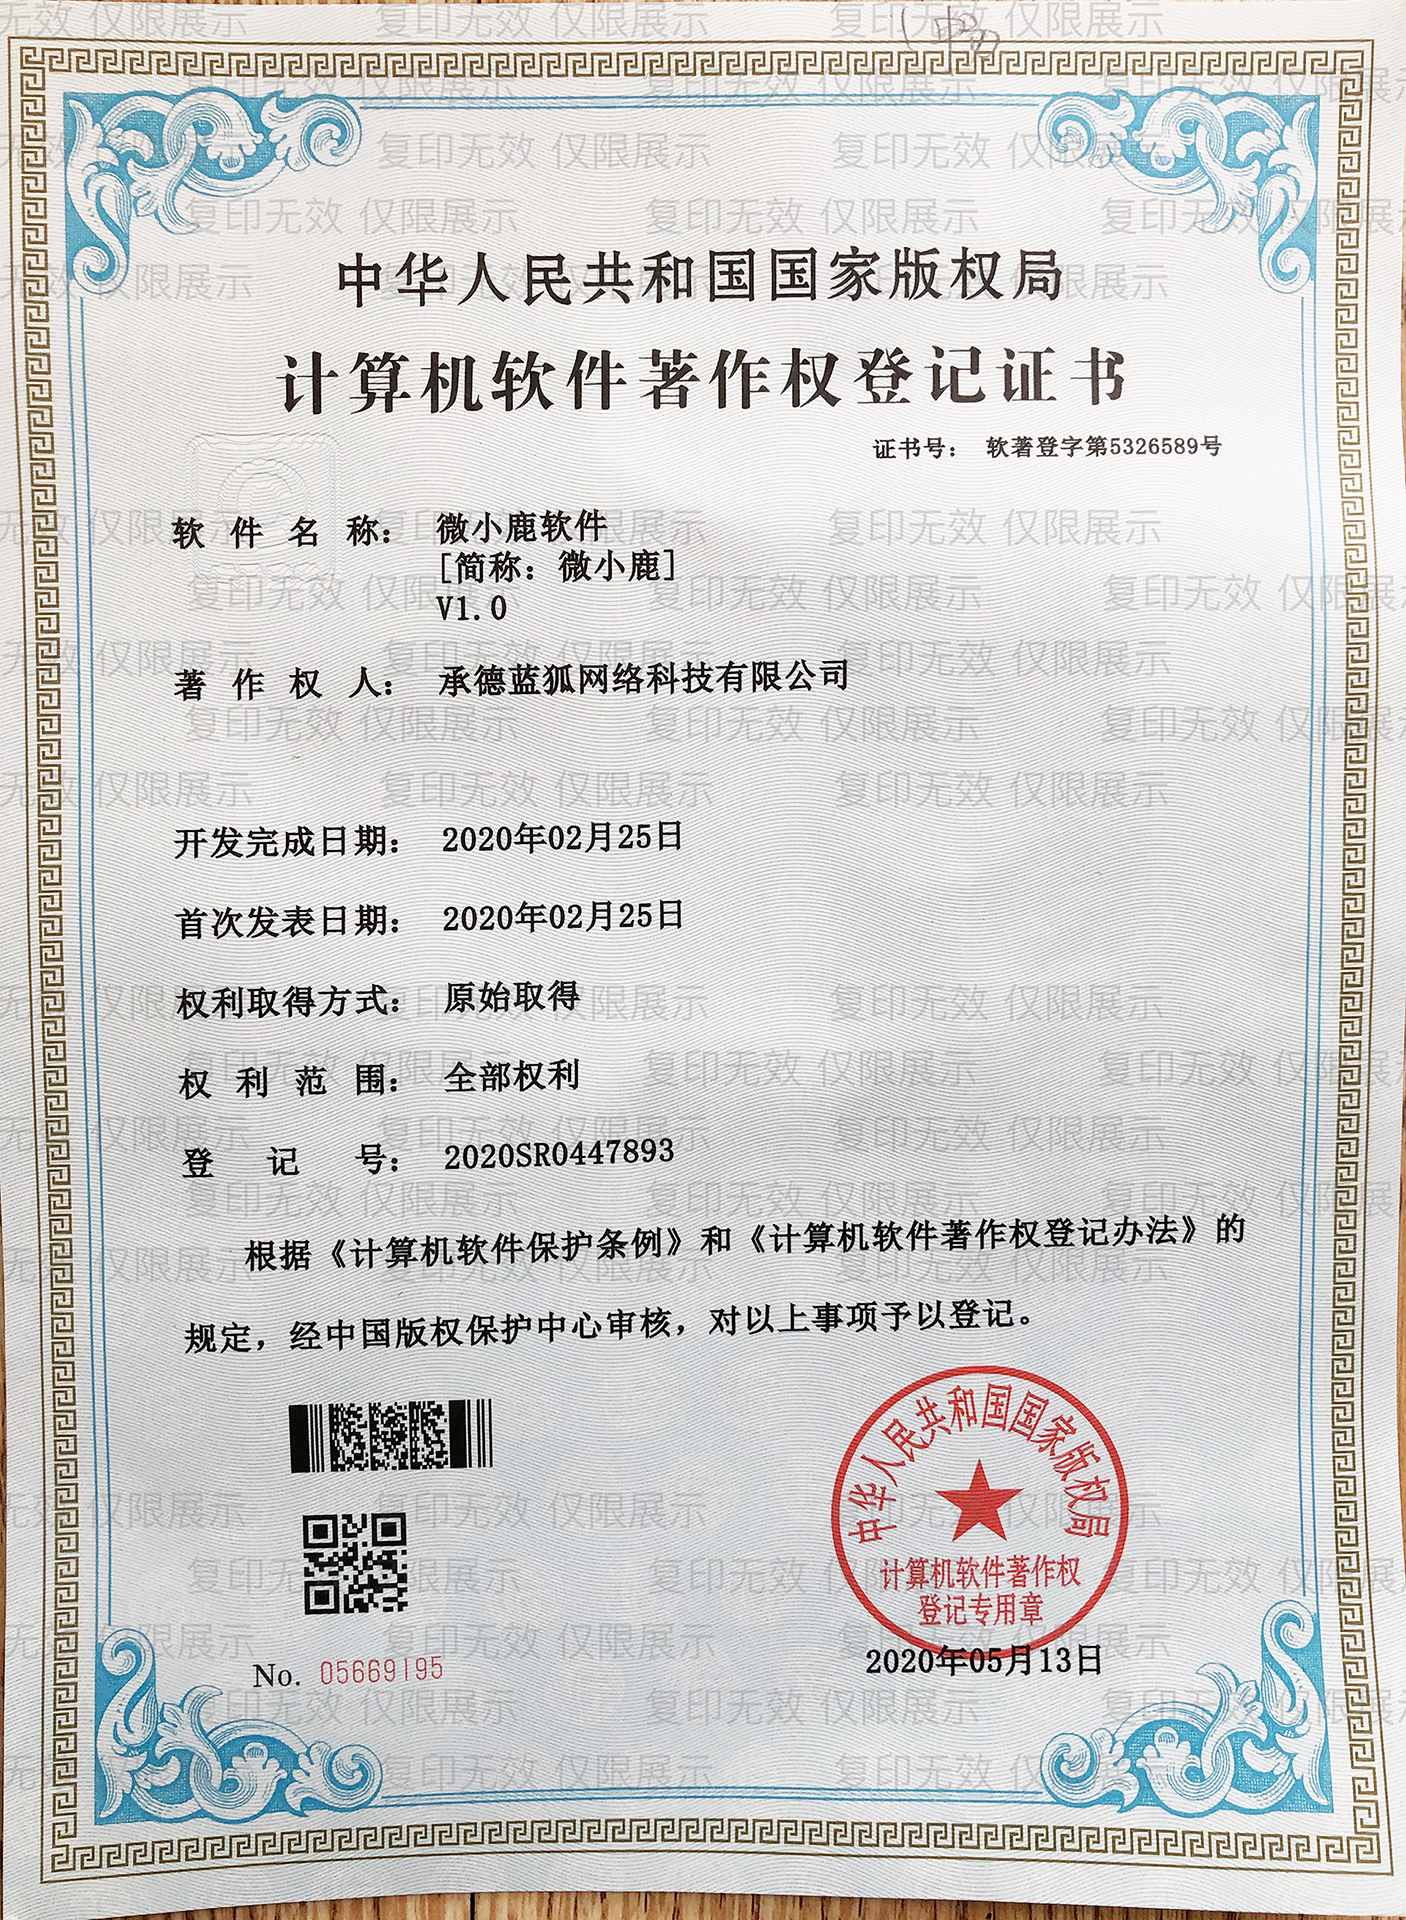 中华人民共和国国家版权局
计算机软件著作权登记证书
证书号： 软著登字第5326589号
软件名称： 微小鹿软件
[简称：微小鹿]
V1.0
著作权人： 承德蓝狐网络科技有限公司
开发完成日期： 2020年02月25日
首次发表日期： 2020年02月25日
权利取得方式： 原始取得
权利范围： 全部权利
登记号： 2020SR0447893
根据《计算机软件保护条例》和《计算机软件著作权登记办法》的
规定，经中国版权保护中心审核，对以上事项予以登记。
中华人民共和国国家版权局
计算机软件著作权
登记专用章
No. 05669195
2020年05月13日
复印无效 仅限展示